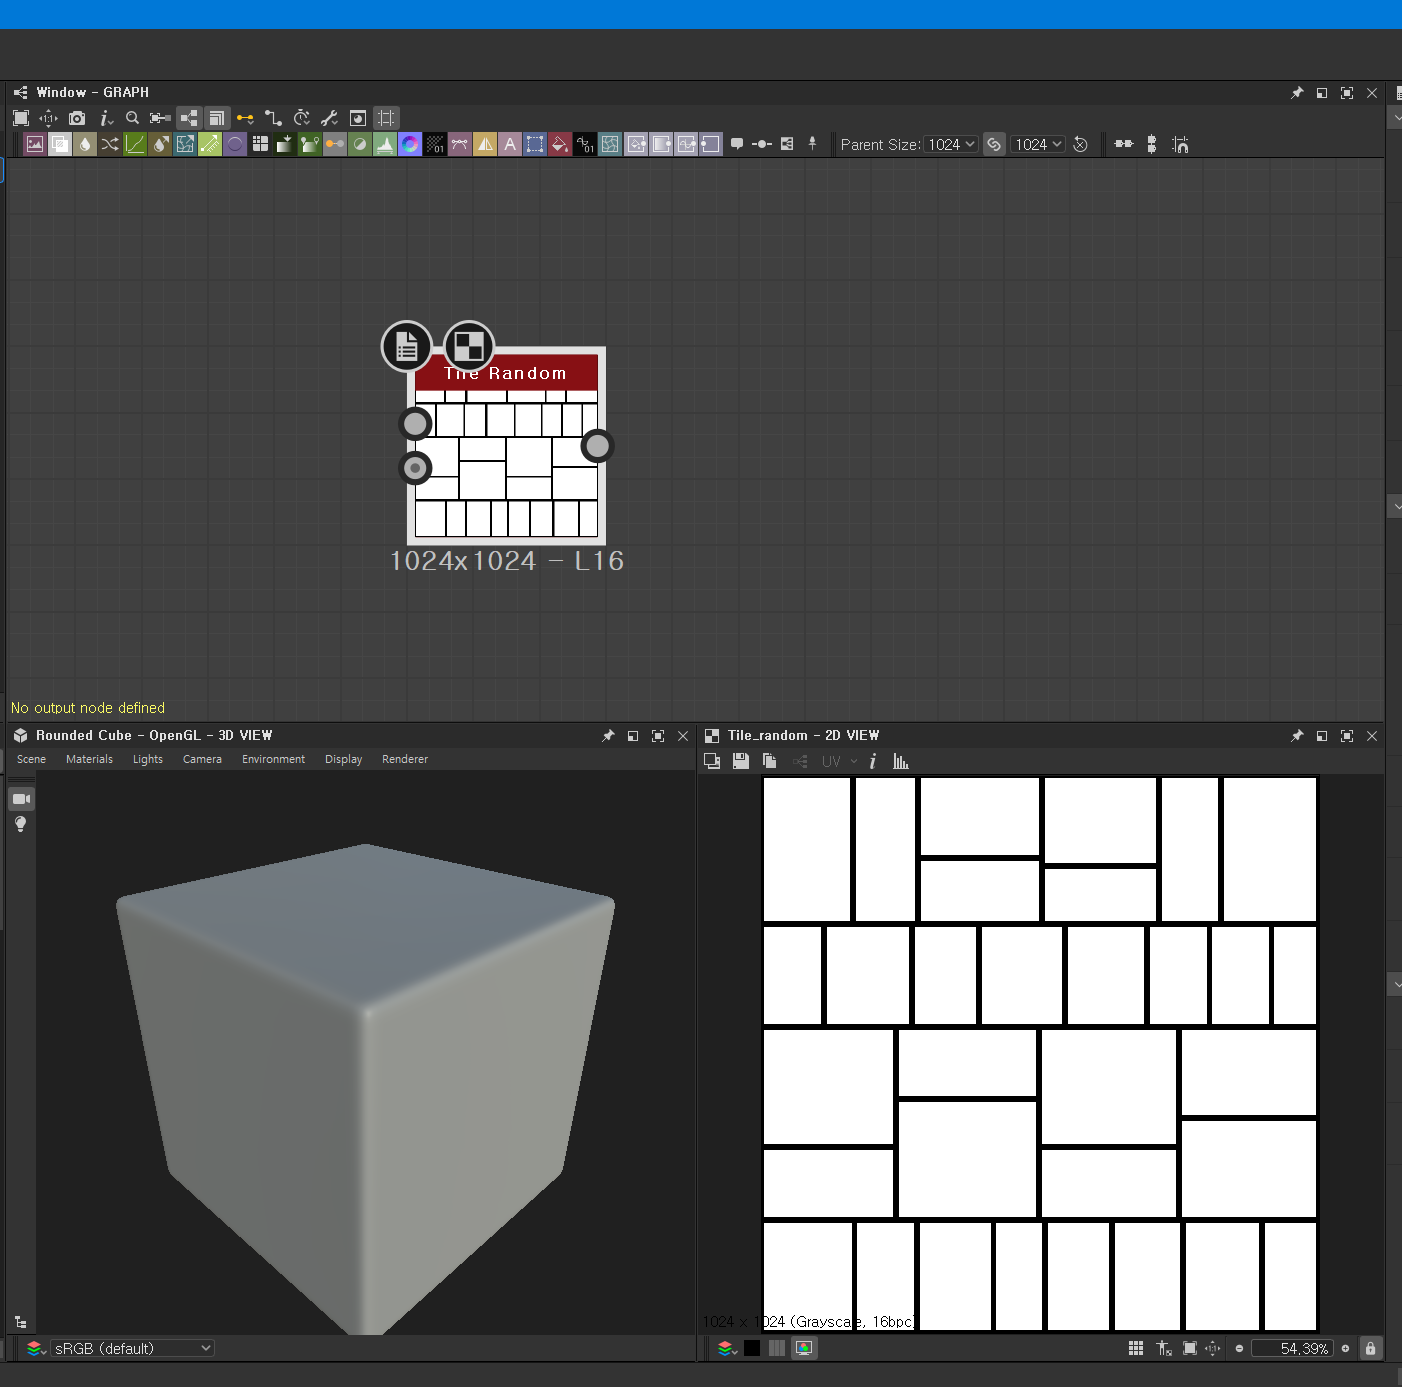 Window - GRAPH
Parent Size: 1024 1024
Tile Random
1024x1024 - L16
No output node defined
Rounded Cube - OpenGL - 3D VIEW
Scene Materials Lights Camera Environment Display Renderer
sRGB (default)
Tile_random - 2D VIEW
UV
1024 x 1024 (Grayscale, 16bpc)
54.39%